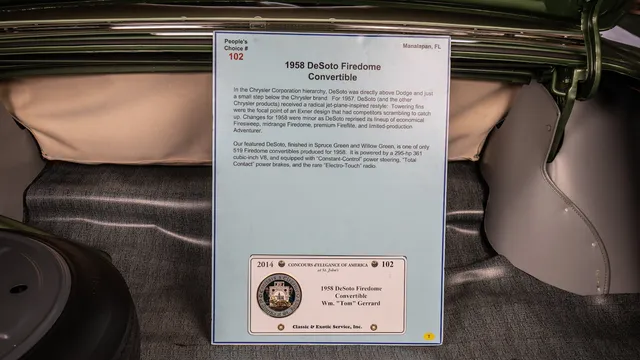 People's
Choice #
102
Manalapan, FL
1958 DeSoto Firedome
Convertible
In the Chrysler Corporation hierarchy, DeSoto was directly above Dodge and just
a small step below the Chrysler brand. For 1957, DeSoto (and the other
Chrysler products) received a radical jet-plane-inspired restyle. Towering fins
were the focal point of an Exner design that had competitors scrambling to catch
up. Changes for 1958 were minor as DeSoto reprised its lineup of economical
Firesweep, midrange Firedome, premium Fireflite, and limited-production
Adventurer.
Our featured DeSoto, finished in Spruce Green and Willow Green, is one of only
519 Firedome convertibles produced for 1958. It is powered by a 295-hp 361
cubic-inch V8, and equipped with "Constant-Control" power steering, "Total
Contact" power brakes, and the rare "Electro-Touch" radio.
2014 CONCOURS d'ELEGANCE OF AMERICA 102
at St. John's
1958 DeSoto Firedome
Convertible
Wm. "Tom" Gerrard
Classic & Exotic Service, Inc.